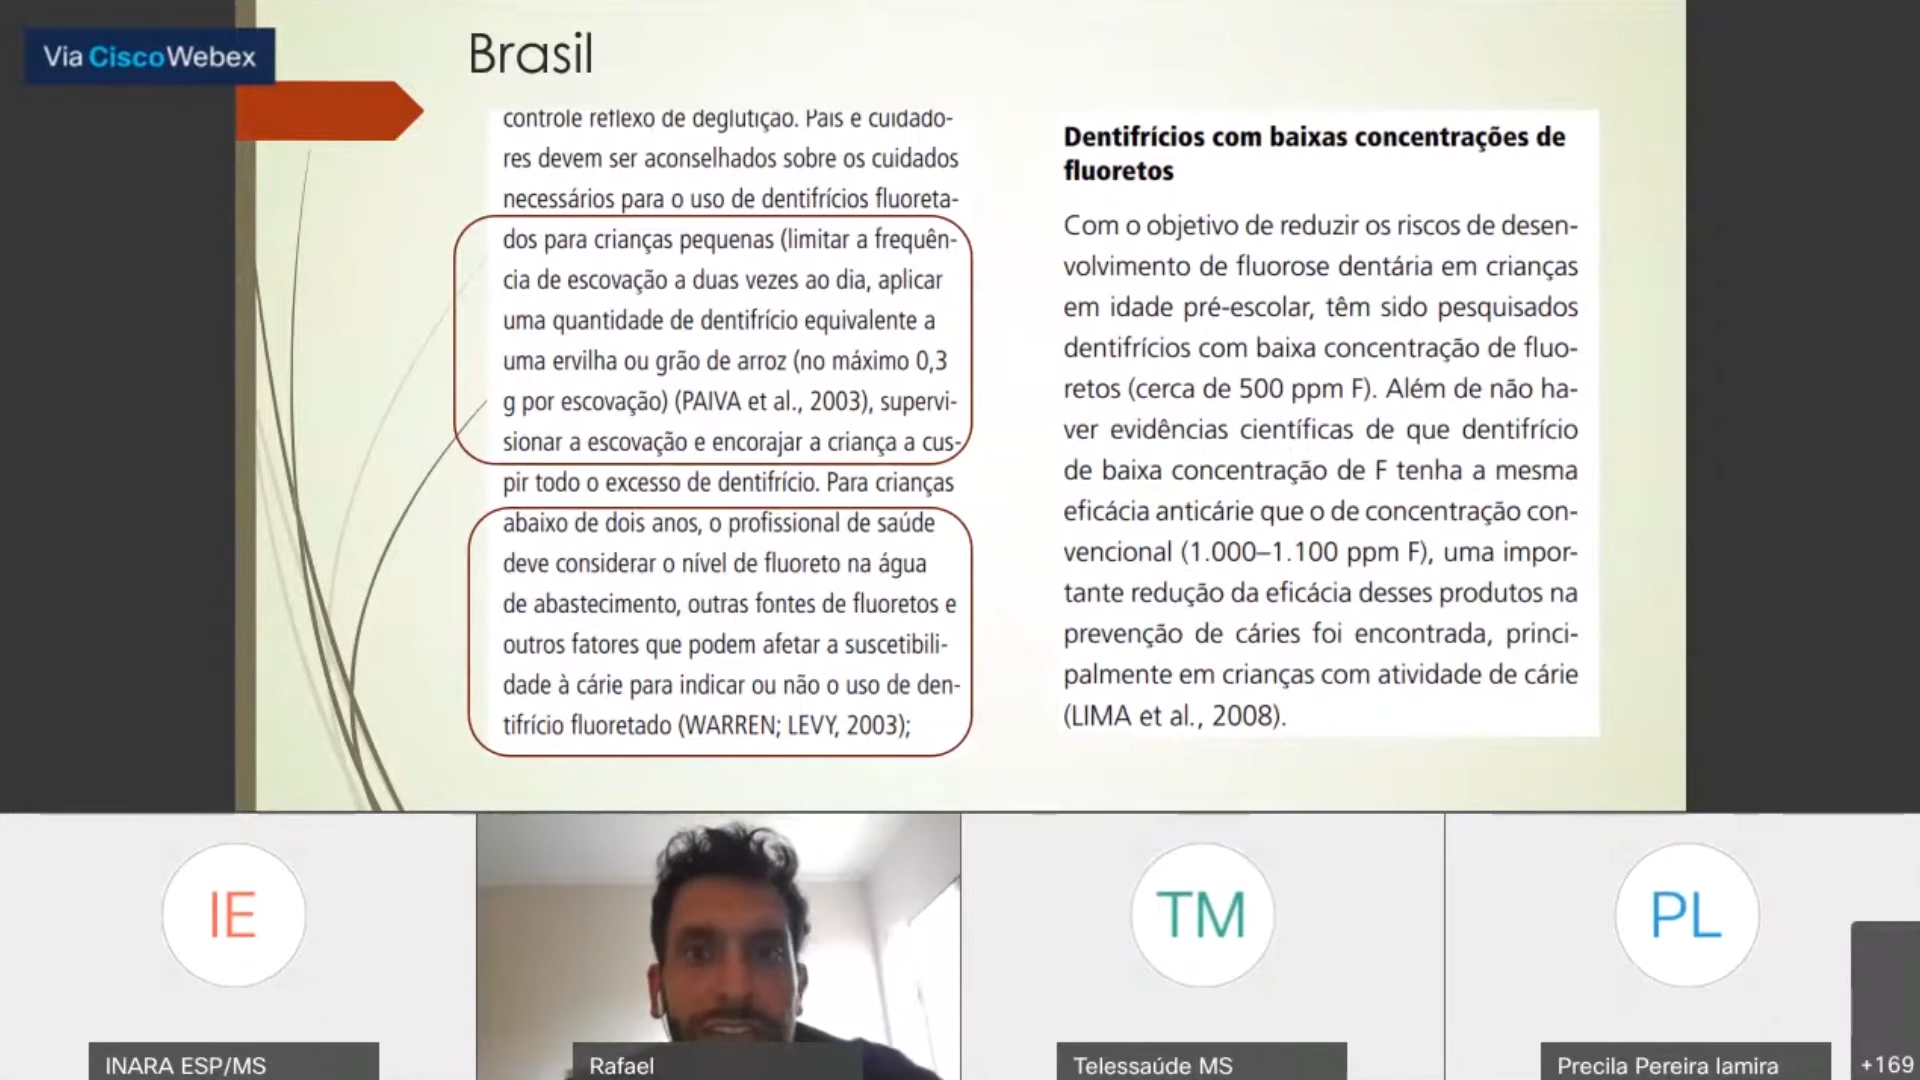 Via CiscoWebex
Brasil
controle reflexo de deglutição. Pais e cuidado-
res devem ser aconselhados sobre os cuidados
necessários para o uso de dentifrícios fluoreta-
dos para crianças pequenas (limitar a frequên-
cia de escovação a duas vezes ao dia, aplicar
uma quantidade de dentifrício equivalente a
uma ervilha ou grão de arroz (no máximo 0,3
g por escovação) (PAIVA et al., 2003), supervi-
sionar a escovação e encorajar a criança a cus-
pir todo o excesso de dentifrício. Para crianças
abaixo de dois anos, o profissional de saúde
deve considerar o nível de fluoreto na água
de abastecimento, outras fontes de fluoretos e
outros fatores que podem afetar a suscetibili-
dade à cárie para indicar ou não o uso de den-
tifrício fluoretado (WARREN; LEVY, 2003);
Dentifrícios com baixas concentrações de
fluoretos
Com o objetivo de reduzir os riscos de desen-
volvimento de fluorose dentária em crianças
em idade pré-escolar, têm sido pesquisados
dentifrícios com baixa concentração de fluo-
retos (cerca de 500 ppm F). Além de não ha-
ver evidências científicas de que dentifrício
de baixa concentração de F tenha a mesma
eficácia anticárie que o de concentração con-
vencional (1.000–1.100 ppm F), uma impor-
tante redução da eficácia desses produtos na
prevenção de cáries foi encontrada, princi-
palmente em crianças com atividade de cárie
(LIMA et al., 2008).
IE
TM
PL
INARA ESP/MS
Rafael
Telessaúde MS
Precila Pereira lamira
+169